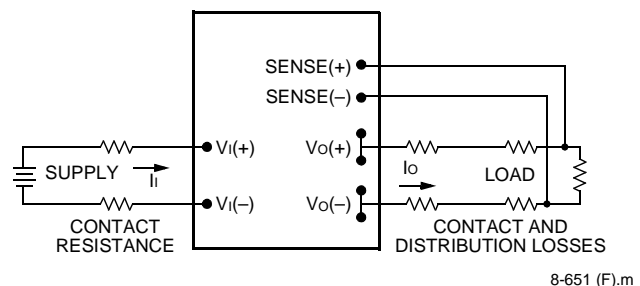 SENSE(+)
SENSE(–)
VI(+)
VO(+)
SUPPLY
II
IO
LOAD
VI(–)
VO(–)
CONTACT
RESISTANCE
CONTACT AND
DISTRIBUTION LOSSES
8-651 (F).m